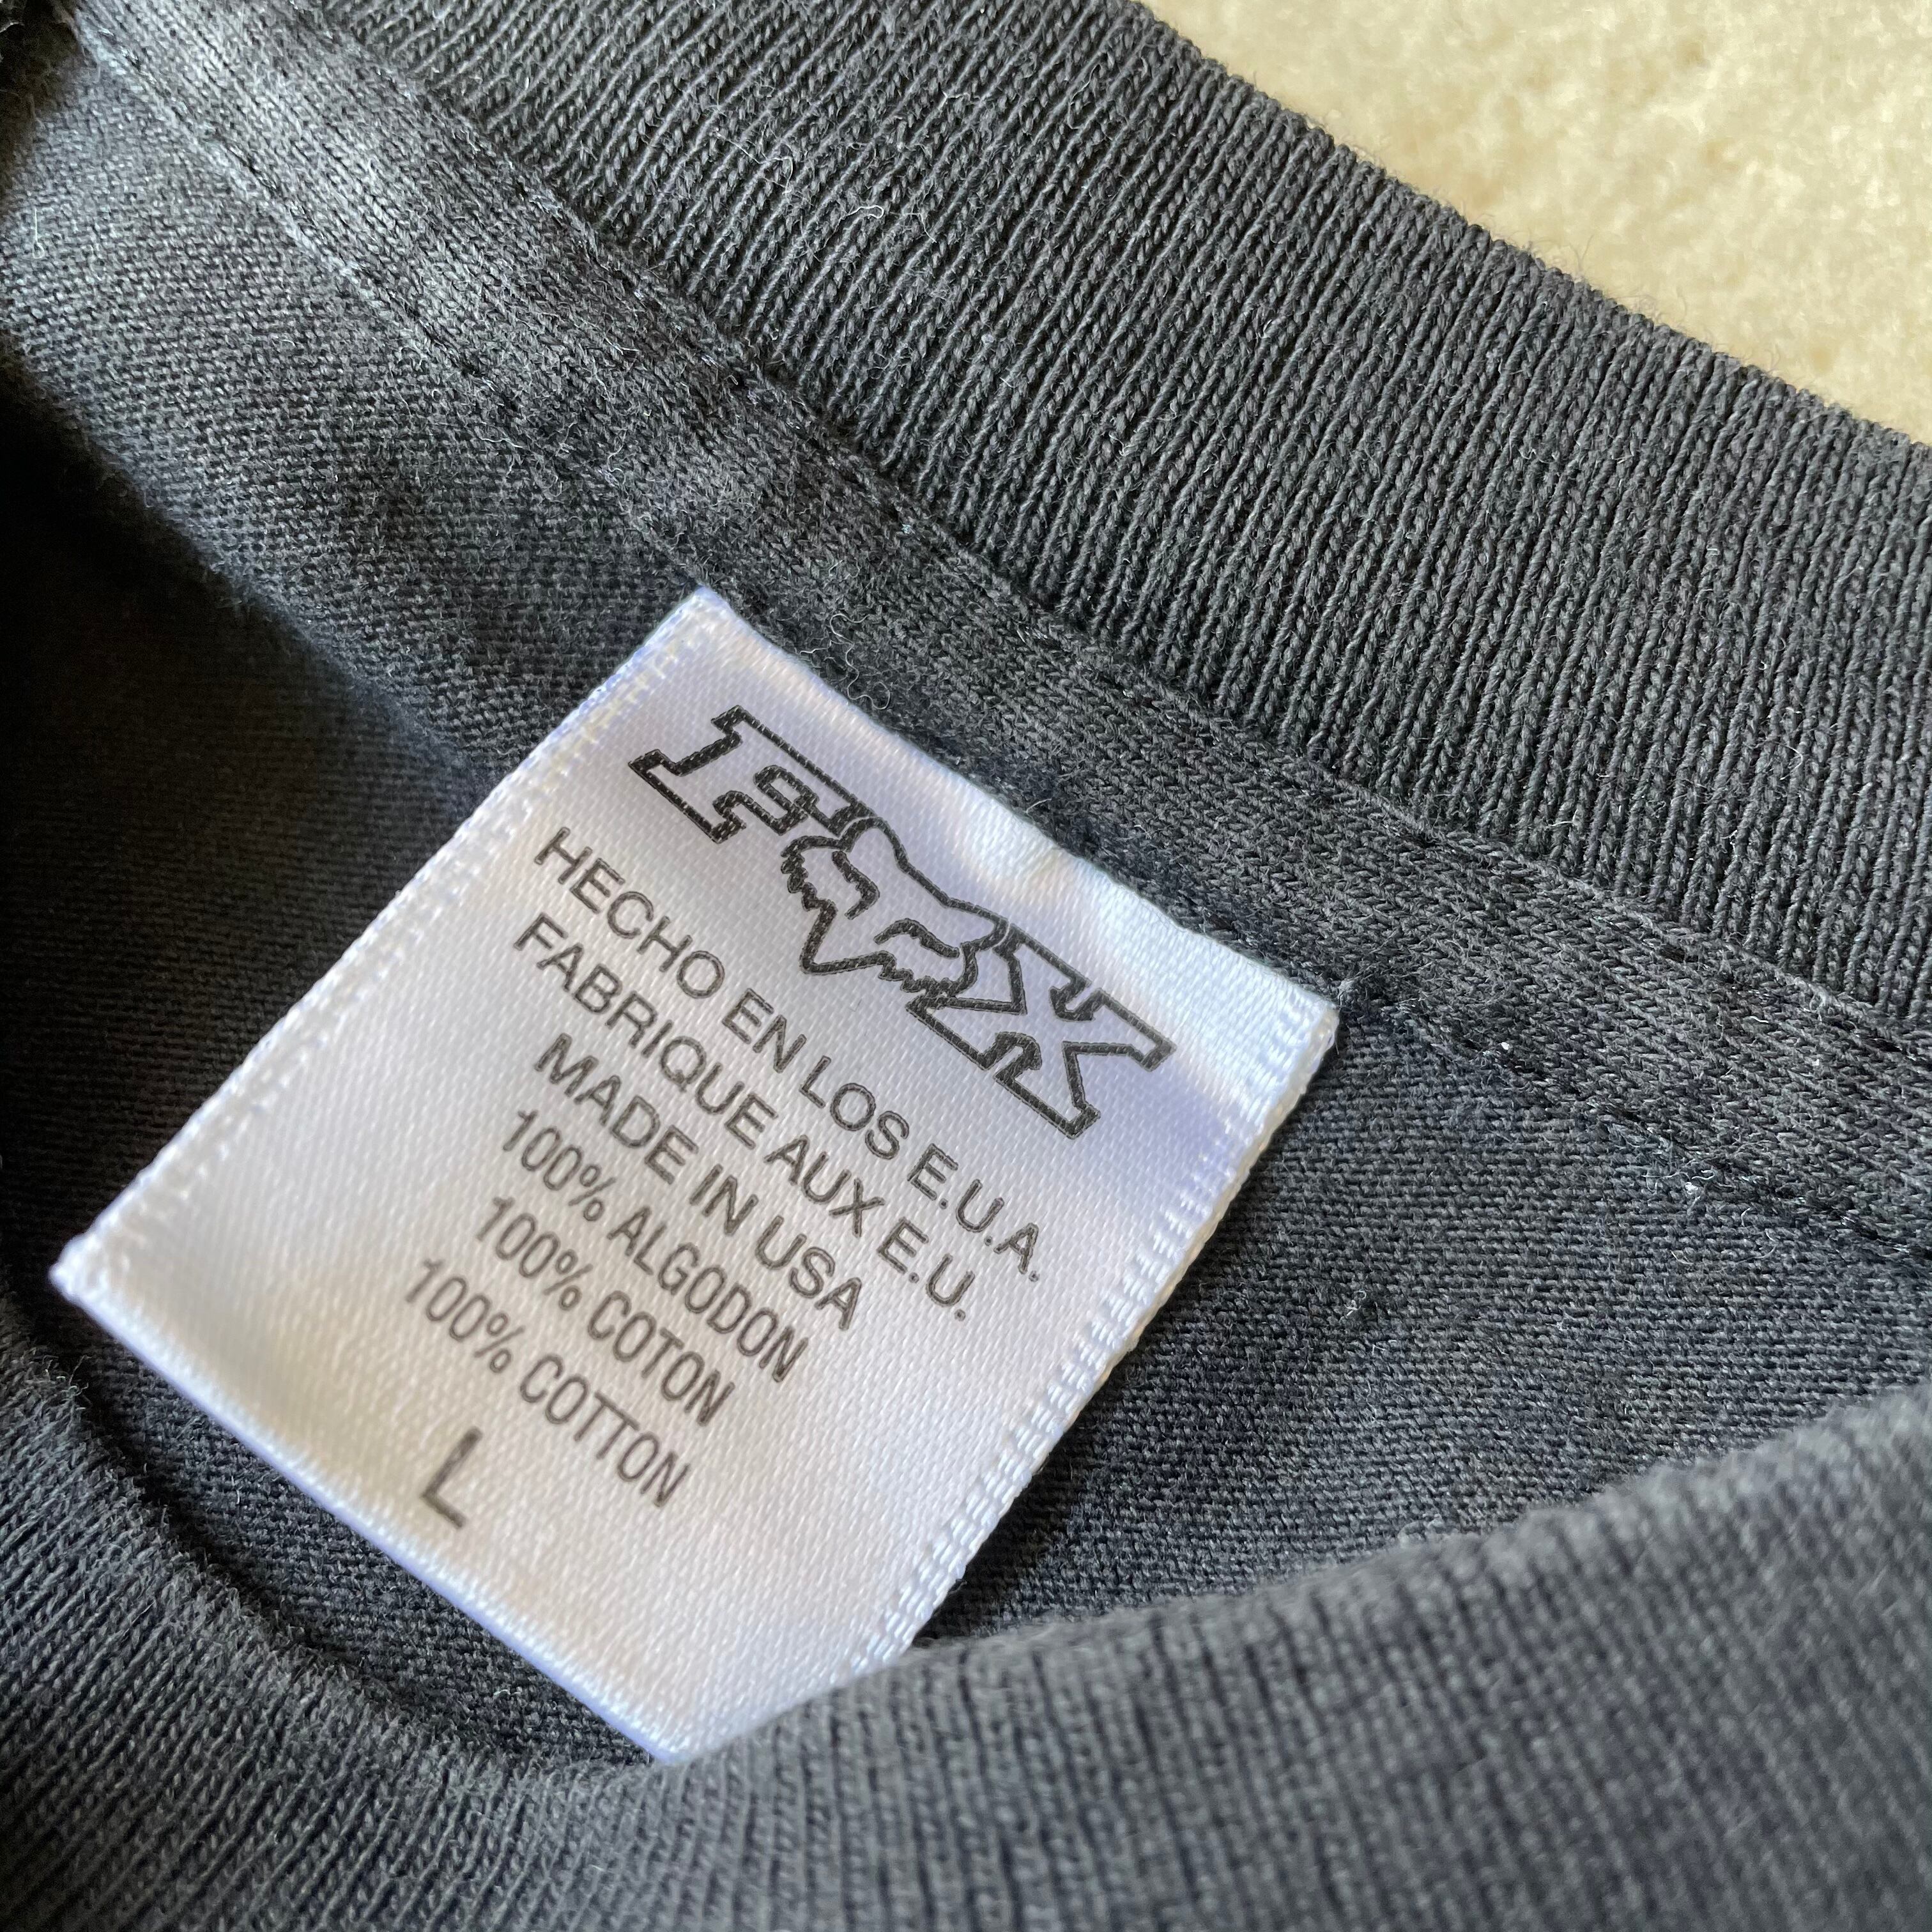 FOX
HECHO EN LOS E.U.A.
FABRIQUE AUX E.U.
MADE IN USA
100% ALGODON
100% COTON
100% COTTON
L